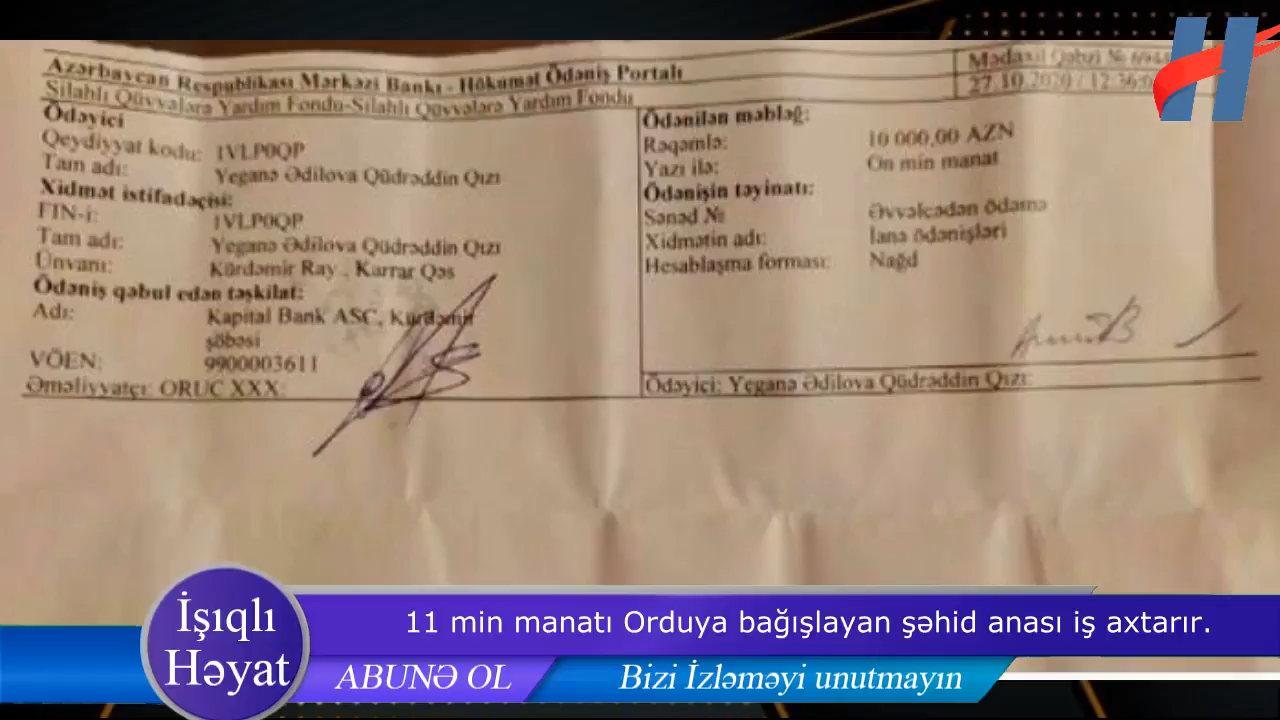 Azərbaycan Respublikası Mərkəzi Bankı - Hökumət Ödəniş Portalı
Silahlı Qüvvələrə Yardım Fondu-Silahlı Qüvvələrə Yardım Fondu
Mədaxil Qəbzi №
27.10.2020 / 12:36
Ödəyici
Qeydiyyat kodu: 1VLP0QP
Tam adı: Yeganə Ədilova Qüdrəddin Qızı
Xidmət istifadəçisi:
FIN-i: 1VLP0QP
Tam adı: Yeganə Ədilova Qüdrəddin Qızı
Ünvanı: Kürdəmir Ray., Karrar Qəs
Ödəniş qəbul edən təşkilat:
Adı: Kapital Bank ASC, Kürdəmir
şöbəsi
VÖEN: 9900003611
Əməliyyatçı: ORUC XXX:
Ödənilən məbləğ:
Rəqəmlə: 10 000,00 AZN
Yazı ilə: On min manat
Ödənişin təyinatı:
Sənəd № Əvvəlcədən ödəmə
Xidmətin adı: İanə ödənişləri
Hesablaşma forması: Nağd
Ödəyici: Yeganə Ədilova Qüdrəddin Qızı:
H
İşıqlı
Həyat
11 min manatı Orduya bağışlayan şəhid anası iş axtarır.
ABUNƏ OL
Bizi İzləməyi unutmayın